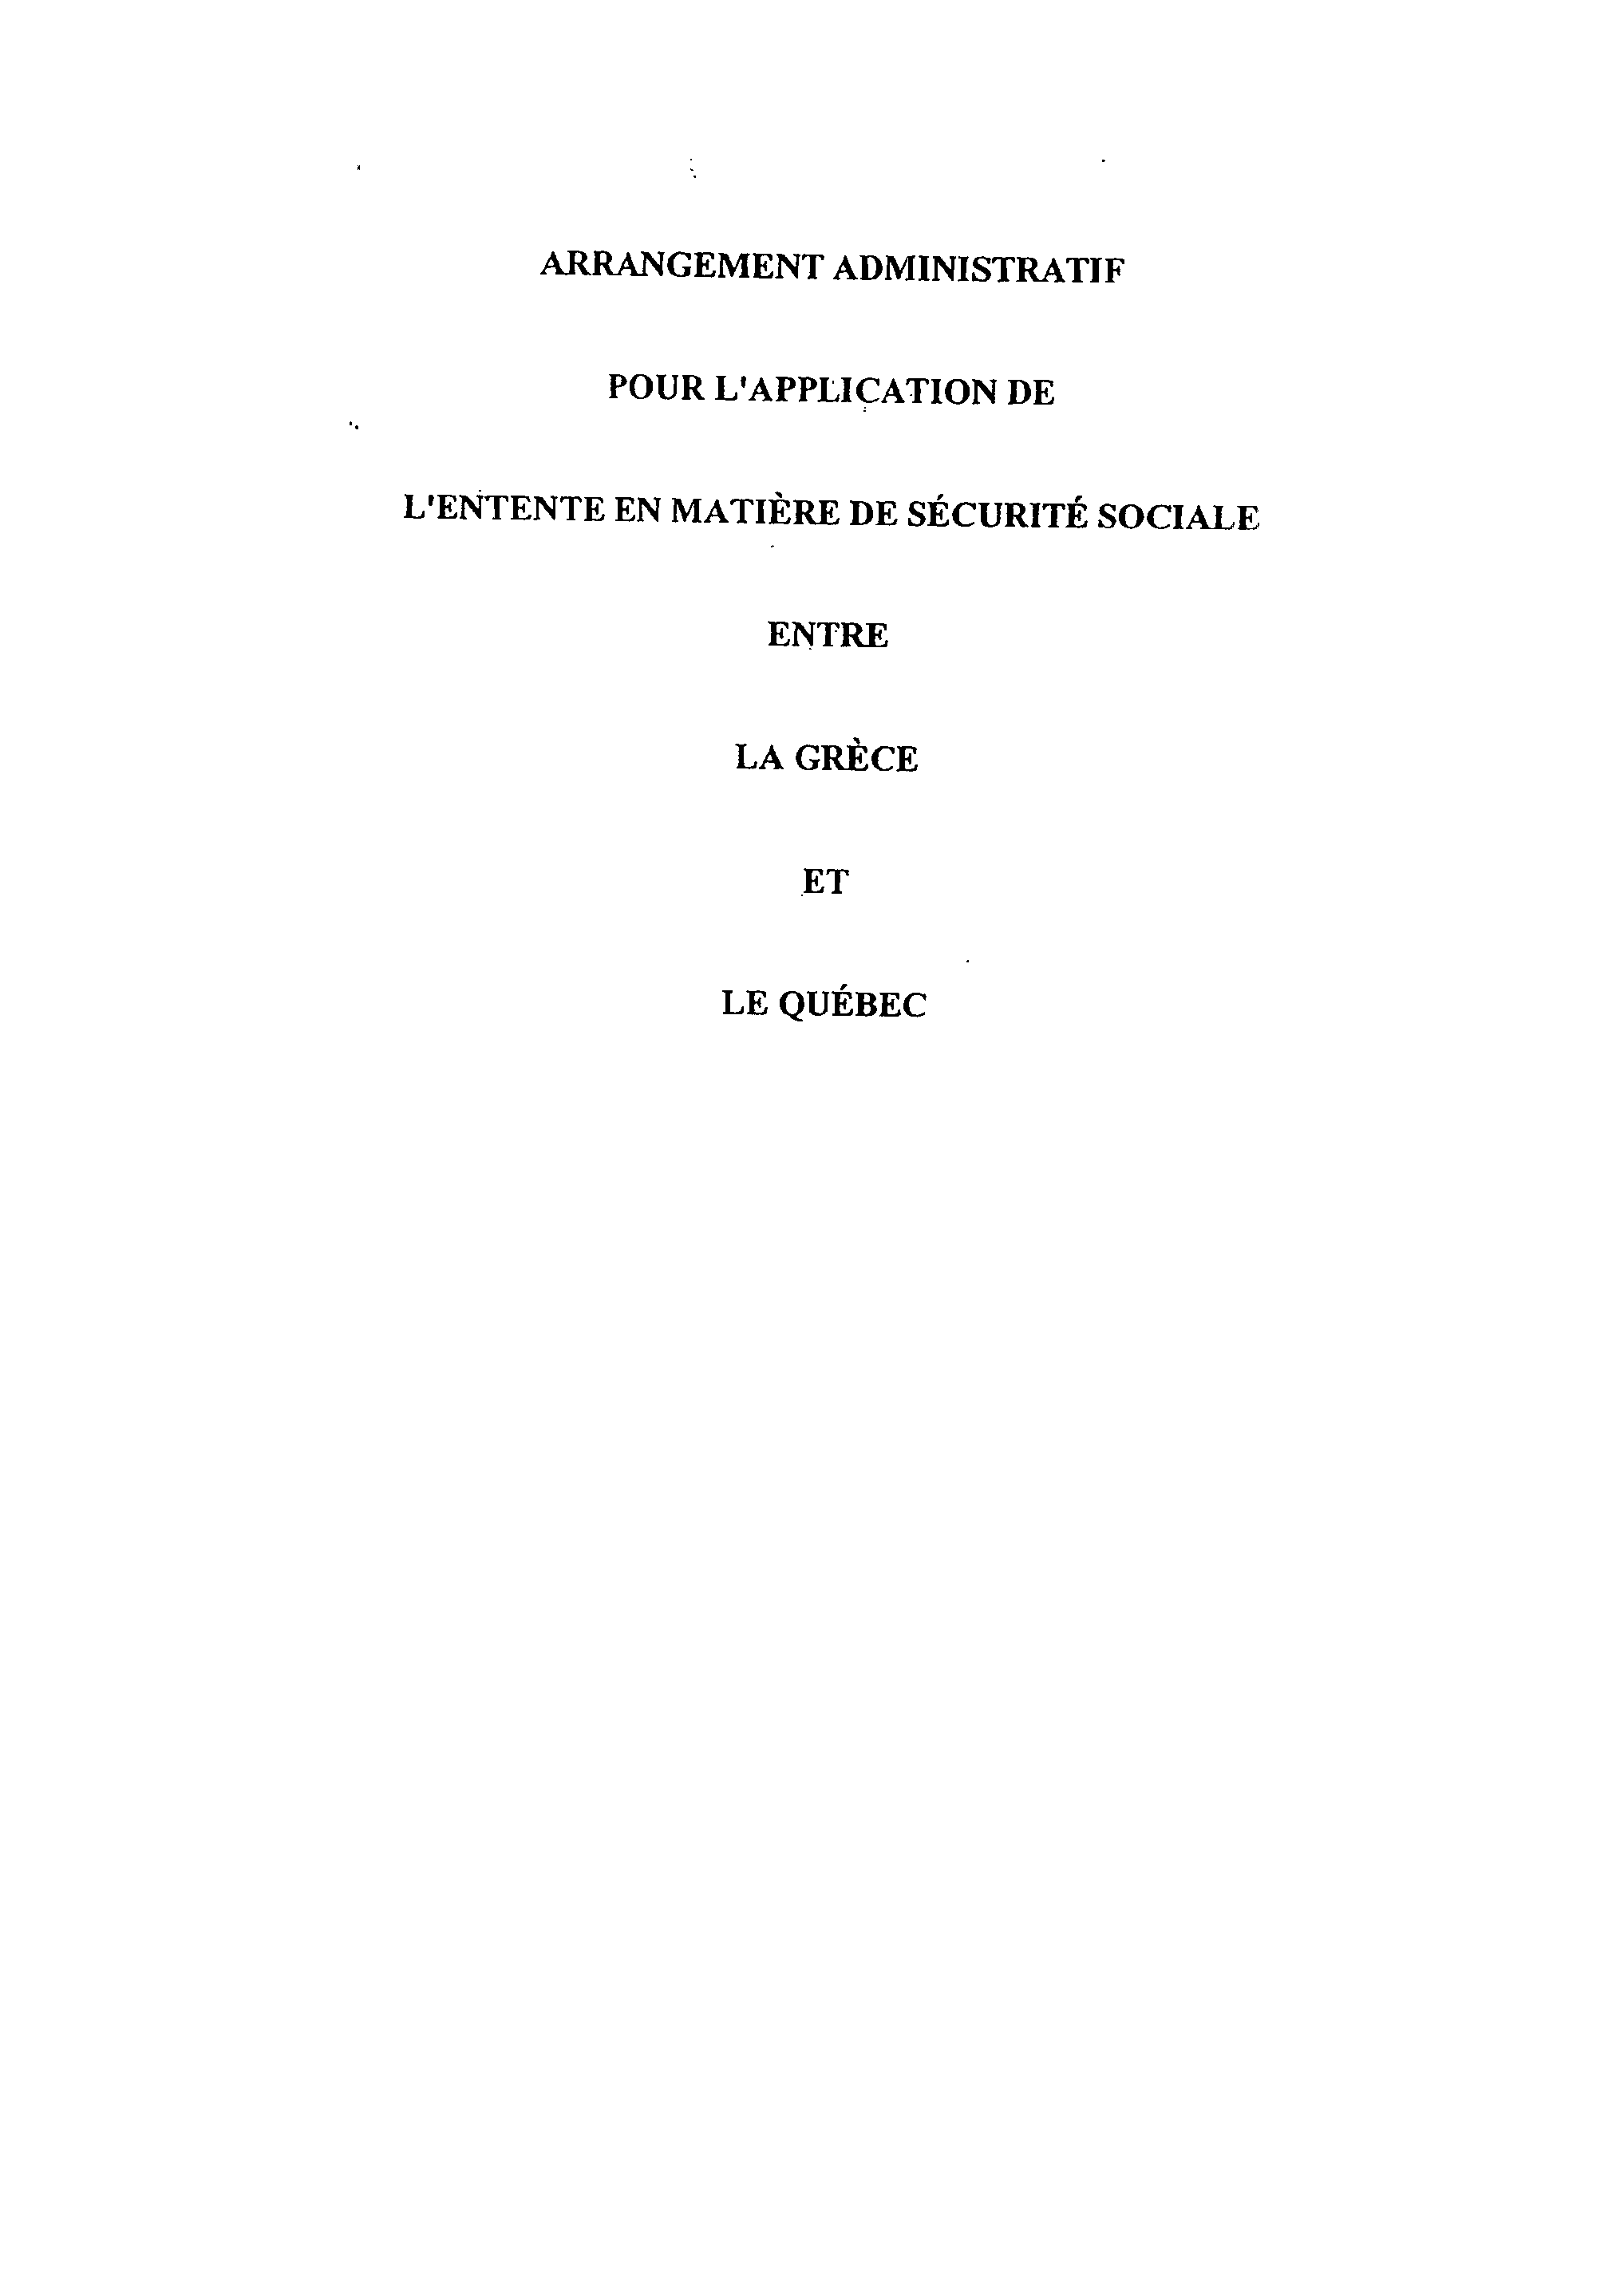 ARRANGEMENT ADMINISTRATIF
POUR L'APPLICATION DE
L'ENTENTE EN MATIÈRE DE SÉCURITÉ SOCIALE
ENTRE
LA GRÈCE
ET
LE QUÉBEC